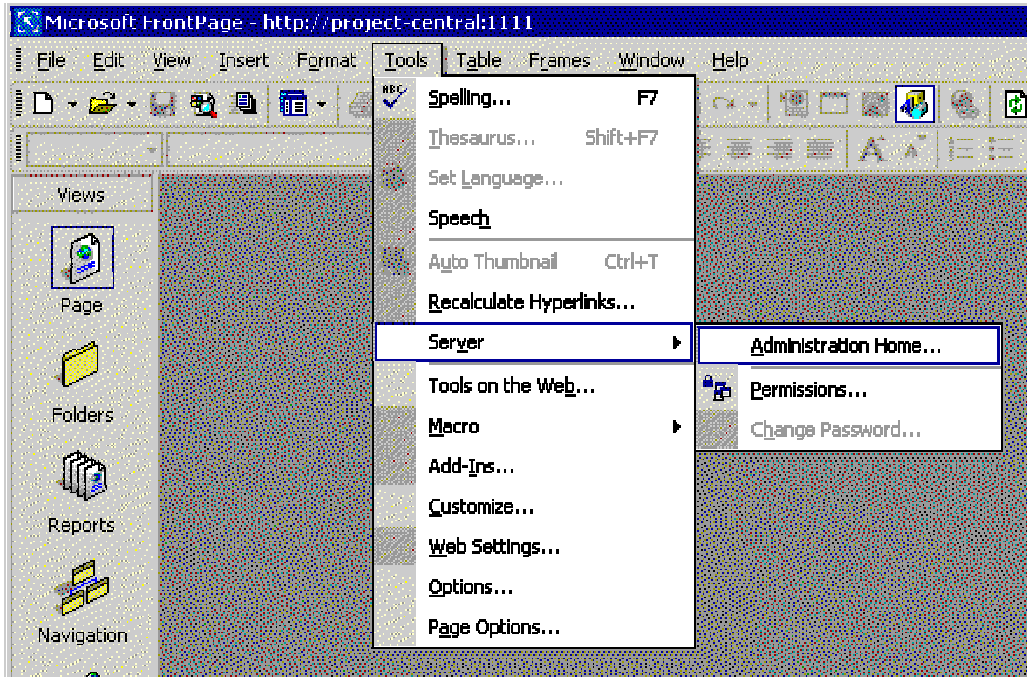 Microsoft FrontPage - http://project-central:1111
File Edit View Insert Format Tools Table Frames Window Help
ABC Spelling... F7
Thesaurus... Shift+F7
Set Language...
Speech
Auto Thumbnail Ctrl+T
Recalculate Hyperlinks...
Server
Administration Home...
Permissions...
Change Password...
Tools on the Web...
Macro
Add-Ins...
Customize...
Web Settings...
Options...
Page Options...
Views
Page
Folders
Reports
Navigation